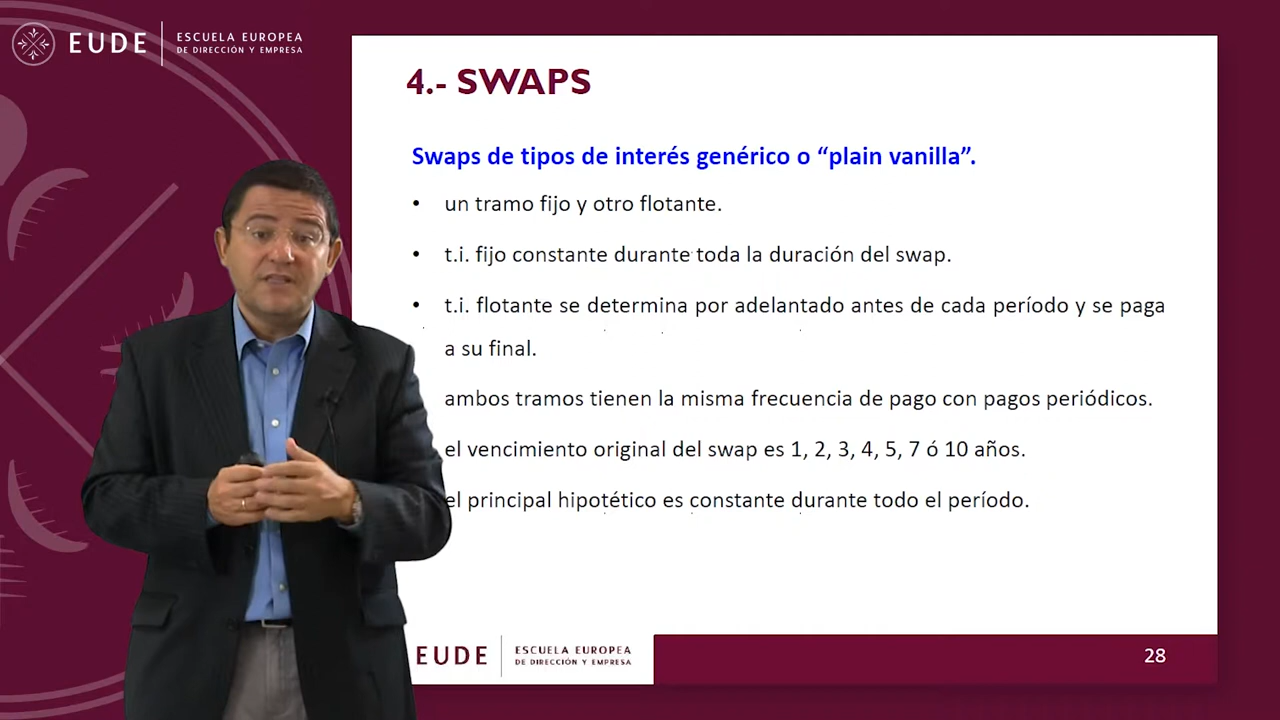 EUDE
ESCUELA EUROPEA
DE DIRECCIÓN Y EMPRESA
4.- SWAPS
Swaps de tipos de interés genérico o “plain vanilla”.
• un tramo fijo y otro flotante.
• t.i. fijo constante durante toda la duración del swap.
• t.i. flotante se determina por adelantado antes de cada período y se paga
a su final.
ambos tramos tienen la misma frecuencia de pago con pagos periódicos.
el vencimiento original del swap es 1, 2, 3, 4, 5, 7 ó 10 años.
el principal hipotético es constante durante todo el período.
EUDE
ESCUELA EUROPEA
DE DIRECCIÓN Y EMPRESA
28